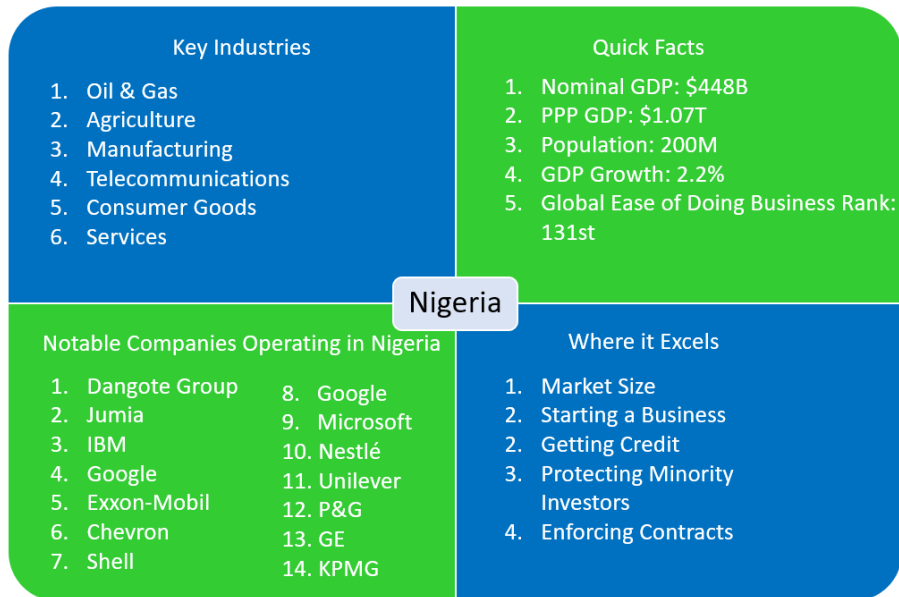 Key Industries
1. Oil & Gas
2. Agriculture
3. Manufacturing
4. Telecommunications
5. Consumer Goods
6. Services
Quick Facts
1. Nominal GDP: $448B
2. PPP GDP: $1.07T
3. Population: 200M
4. GDP Growth: 2.2%
5. Global Ease of Doing Business Rank:
131st
Nigeria
Notable Companies Operating in Nigeria
1. Dangote Group
2. Jumia
3. IBM
4. Google
5. Exxon-Mobil
6. Chevron
7. Shell
8. Google
9. Microsoft
10. Nestlé
11. Unilever
12. P&G
13. GE
14. KPMG
Where it Excels
1. Market Size
2. Starting a Business
2. Getting Credit
3. Protecting Minority
Investors
4. Enforcing Contracts